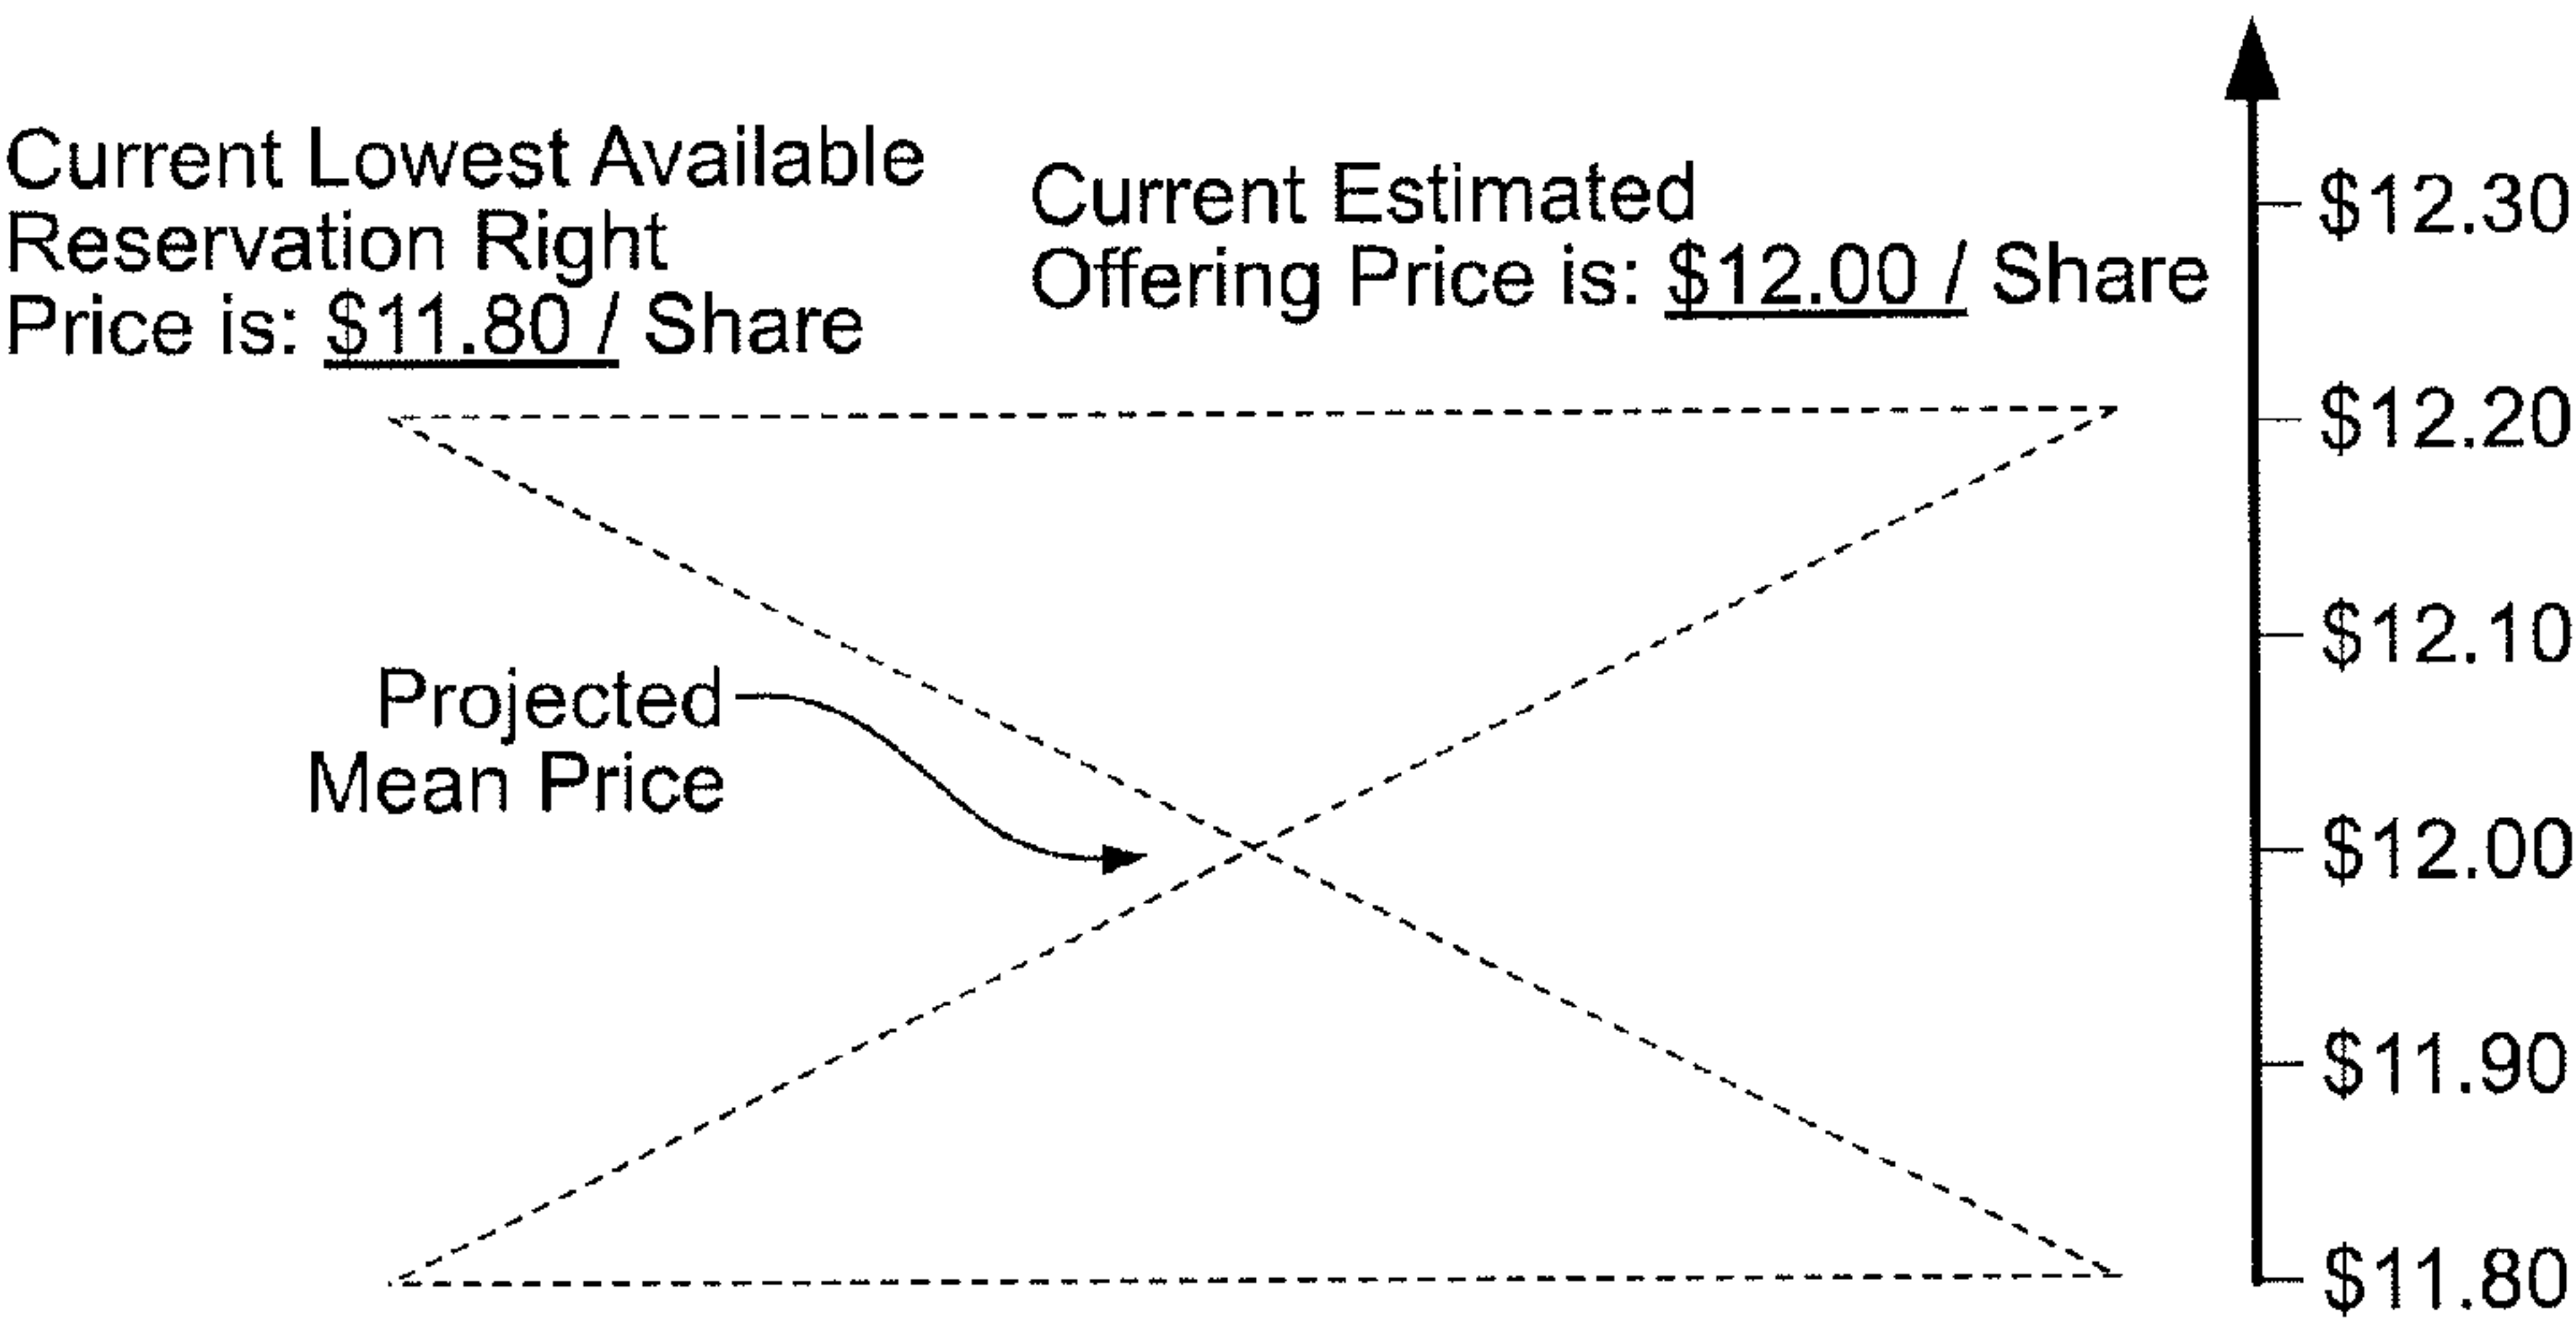 Current Lowest Available
Reservation Right
Price is: $11.80 / Share
Current Estimated
Offering Price is: $12.00 / Share
$12.30
$12.20
$12.10
Projected
Mean Price
$12.00
$11.90
$11.80